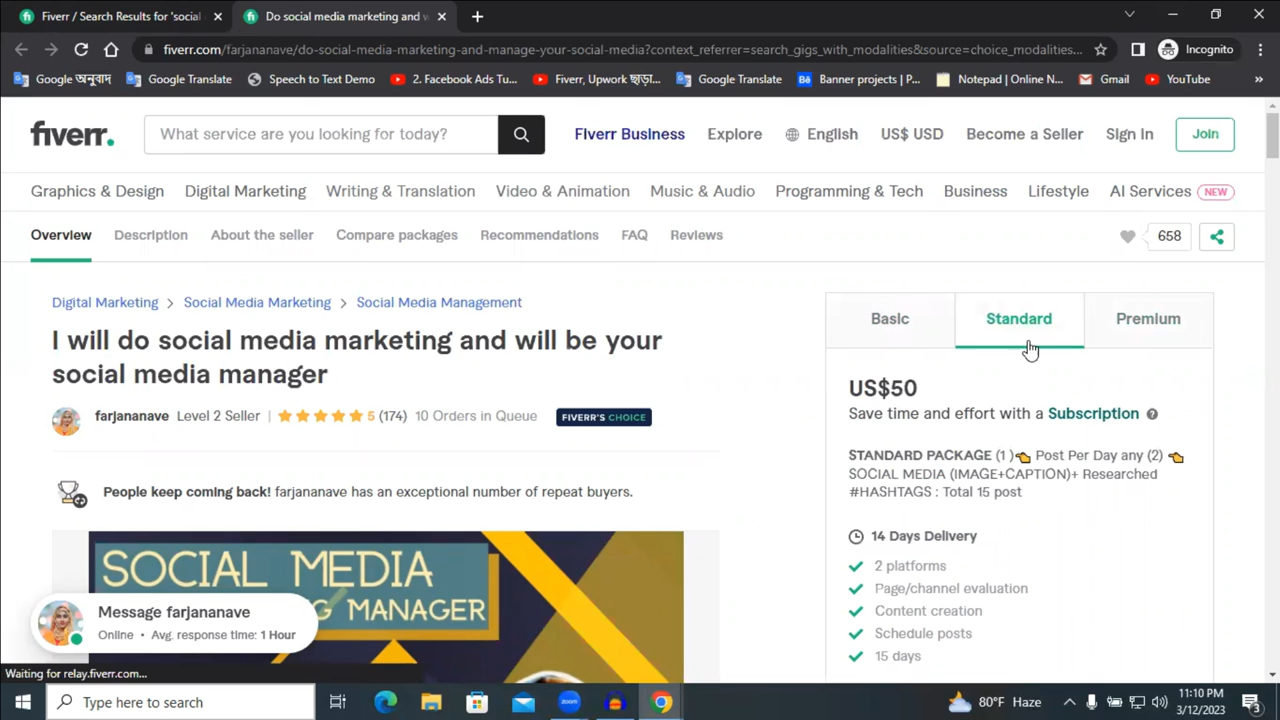 Fiverr / Search Results for 'social
Do social media marketing and w
fiverr.com/farjananave/do-social-media-marketing-and-manage-your-social-media?context_referrer=search_gigs_with_modalities&source=choice_modalities...
Incognito
Google অনুবাদ
Google Translate
Speech to Text Demo
2. Facebook Ads Tu...
Fiverr, Upwork ছাড়া...
Google Translate
Banner projects | P...
Notepad | Online N...
Gmail
YouTube
fiverr.
What service are you looking for today?
Fiverr Business
Explore
English
US$ USD
Become a Seller
Sign In
Join
Graphics & Design
Digital Marketing
Writing & Translation
Video & Animation
Music & Audio
Programming & Tech
Business
Lifestyle
AI Services NEW
Overview
Description
About the seller
Compare packages
Recommendations
FAQ
Reviews
658
Digital Marketing > Social Media Marketing > Social Media Management
I will do social media marketing and will be your
social media manager
farjananave Level 2 Seller | 5 (174) 10 Orders in Queue FIVERR'S CHOICE
People keep coming back! farjananave has an exceptional number of repeat buyers.
SOCIAL MEDIA
G MANAGER
Message farjananave
Online • Avg. response time: 1 Hour
Basic
Standard
Premium
US$50
Save time and effort with a Subscription
STANDARD PACKAGE (1) 👈 Post Per Day any (2) 👈
SOCIAL MEDIA (IMAGE+CAPTION)+ Researched
#HASHTAGS : Total 15 post
14 Days Delivery
2 platforms
Page/channel evaluation
Content creation
Schedule posts
15 days
Waiting for relay.fiverr.com...
Type here to search
zoom
80°F Haze
11:10 PM
3/12/2023
3